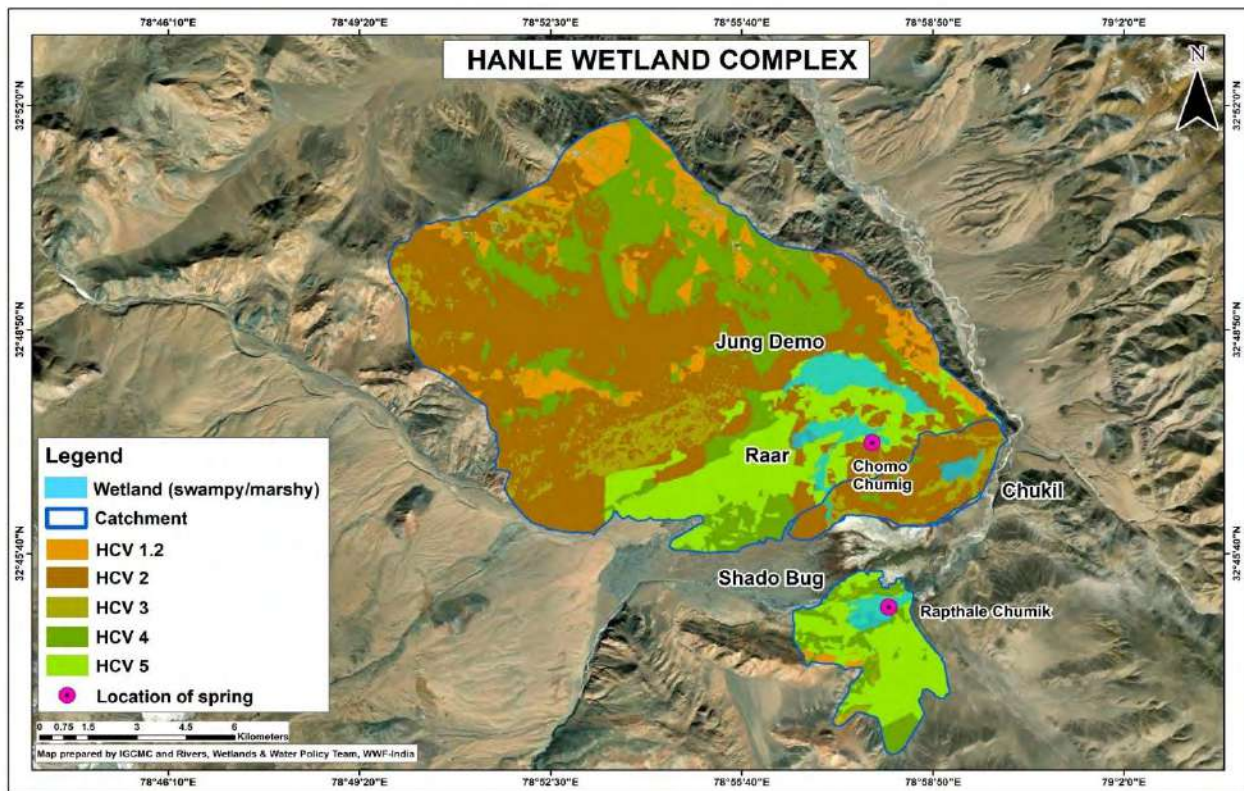 78°46'10"E 78°49'20"E 78°52'30"E 78°55'40"E 78°58'50"E 79°2'0"E
HANLE WETLAND COMPLEX
N
32°52'0"N 32°52'0"N
32°48'50"N 32°48'50"N
Jung Demo
Raar
Chomo
Chumig
Chukil
32°45'40"N 32°45'40"N
Shado Bug
Rapthale Chumik
Legend
Wetland (swampy/marshy)
Catchment
HCV 1.2
HCV 2
HCV 3
HCV 4
HCV 5
Location of spring
0 0.75 1.5 3 4.5 6
Kilometers
Map prepared by IGCMC and Rivers, Wetlands & Water Policy Team, WWF-India
78°46'10"E 78°49'20"E 78°52'30"E 78°55'40"E 78°58'50"E 79°2'0"E